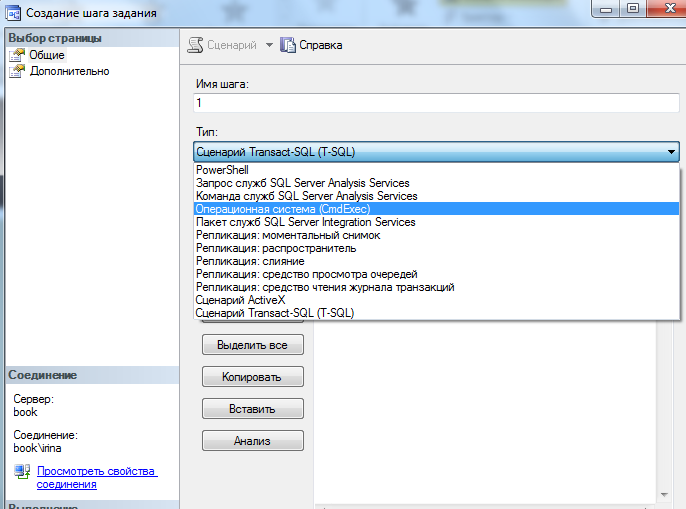 Создание шага задания
Выбор страницы
Общие
Дополнительно
Сценарий
Справка
Имя шага:
1
Тип:
Сценарий Transact-SQL (T-SQL)
PowerShell
Запрос служб SQL Server Analysis Services
Команда служб SQL Server Analysis Services
Операционная система (CmdExec)
Пакет служб SQL Server Integration Services
Репликация: моментальный снимок
Репликация: распространитель
Репликация: слияние
Репликация: средство просмотра очередей
Репликация: средство чтения журнала транзакций
Сценарий ActiveX
Сценарий Transact-SQL (T-SQL)
Выделить все
Копировать
Вставить
Анализ
Соединение
Сервер:
book
Соединение:
book\irina
Просмотреть свойства
соединения
Выполнение